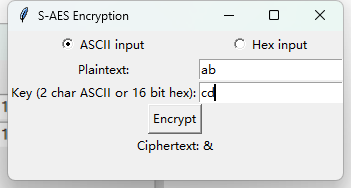 S-AES Encryption
ASCII input Hex input
Plaintext: ab
Key (2 char ASCII or 16 bit hex): cd
Encrypt
Ciphertext: &